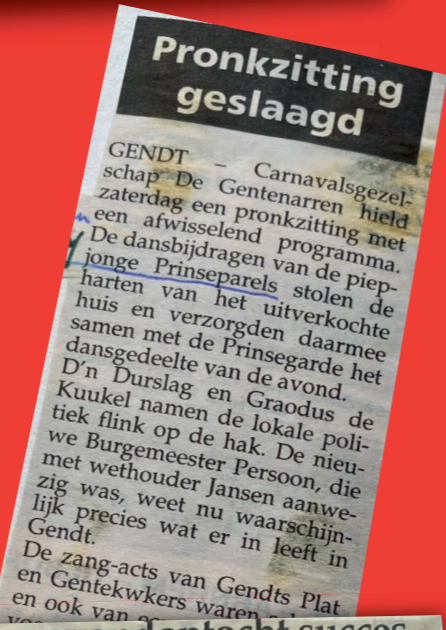 Pronkzitting
geslaagd
GENDT – Carnavalsgezel-
schap De Gentenarren hield
zaterdag een pronkzitting met
een afwisselend programma.
De dansbijdragen van de piep-
jonge Prinseparels stolen de
harten van het uitverkochte
huis en verzorgden daarmee
samen met de Prinsegarde het
dansgedeelte van de avond.
D'n Durslag en Graodus de
Kuukel namen de lokale poli-
tiek flink op de hak. De nieu-
we Burgemeester Persoon, die
met wethouder Jansen aanwe-
zig was, weet nu waarschijn-
lijk precies wat er in leeft in
Gendt.
De zang-acts van Gendts Plat
en Gentekwkers waren
en ook van
succes